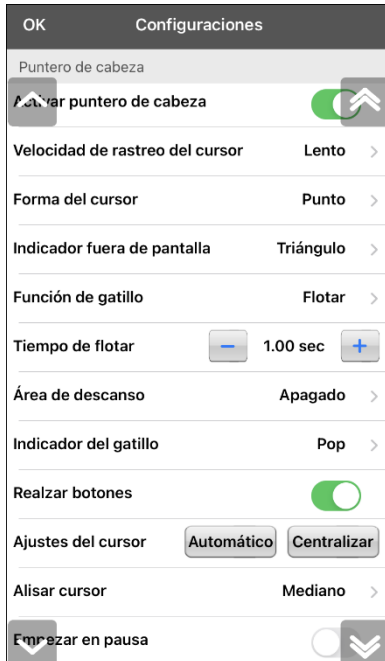 OK Configuraciones
Puntero de cabeza
Activar puntero de cabeza
Velocidad de rastreo del cursor Lento
Forma del cursor Punto
Indicador fuera de pantalla Triángulo
Función de gatillo Flotar
Tiempo de flotar − 1.00 sec +
Área de descanso Apagado
Indicador del gatillo Pop
Realzar botones
Ajustes del cursor Automático Centralizar
Alisar cursor Mediano
Empezar en pausa